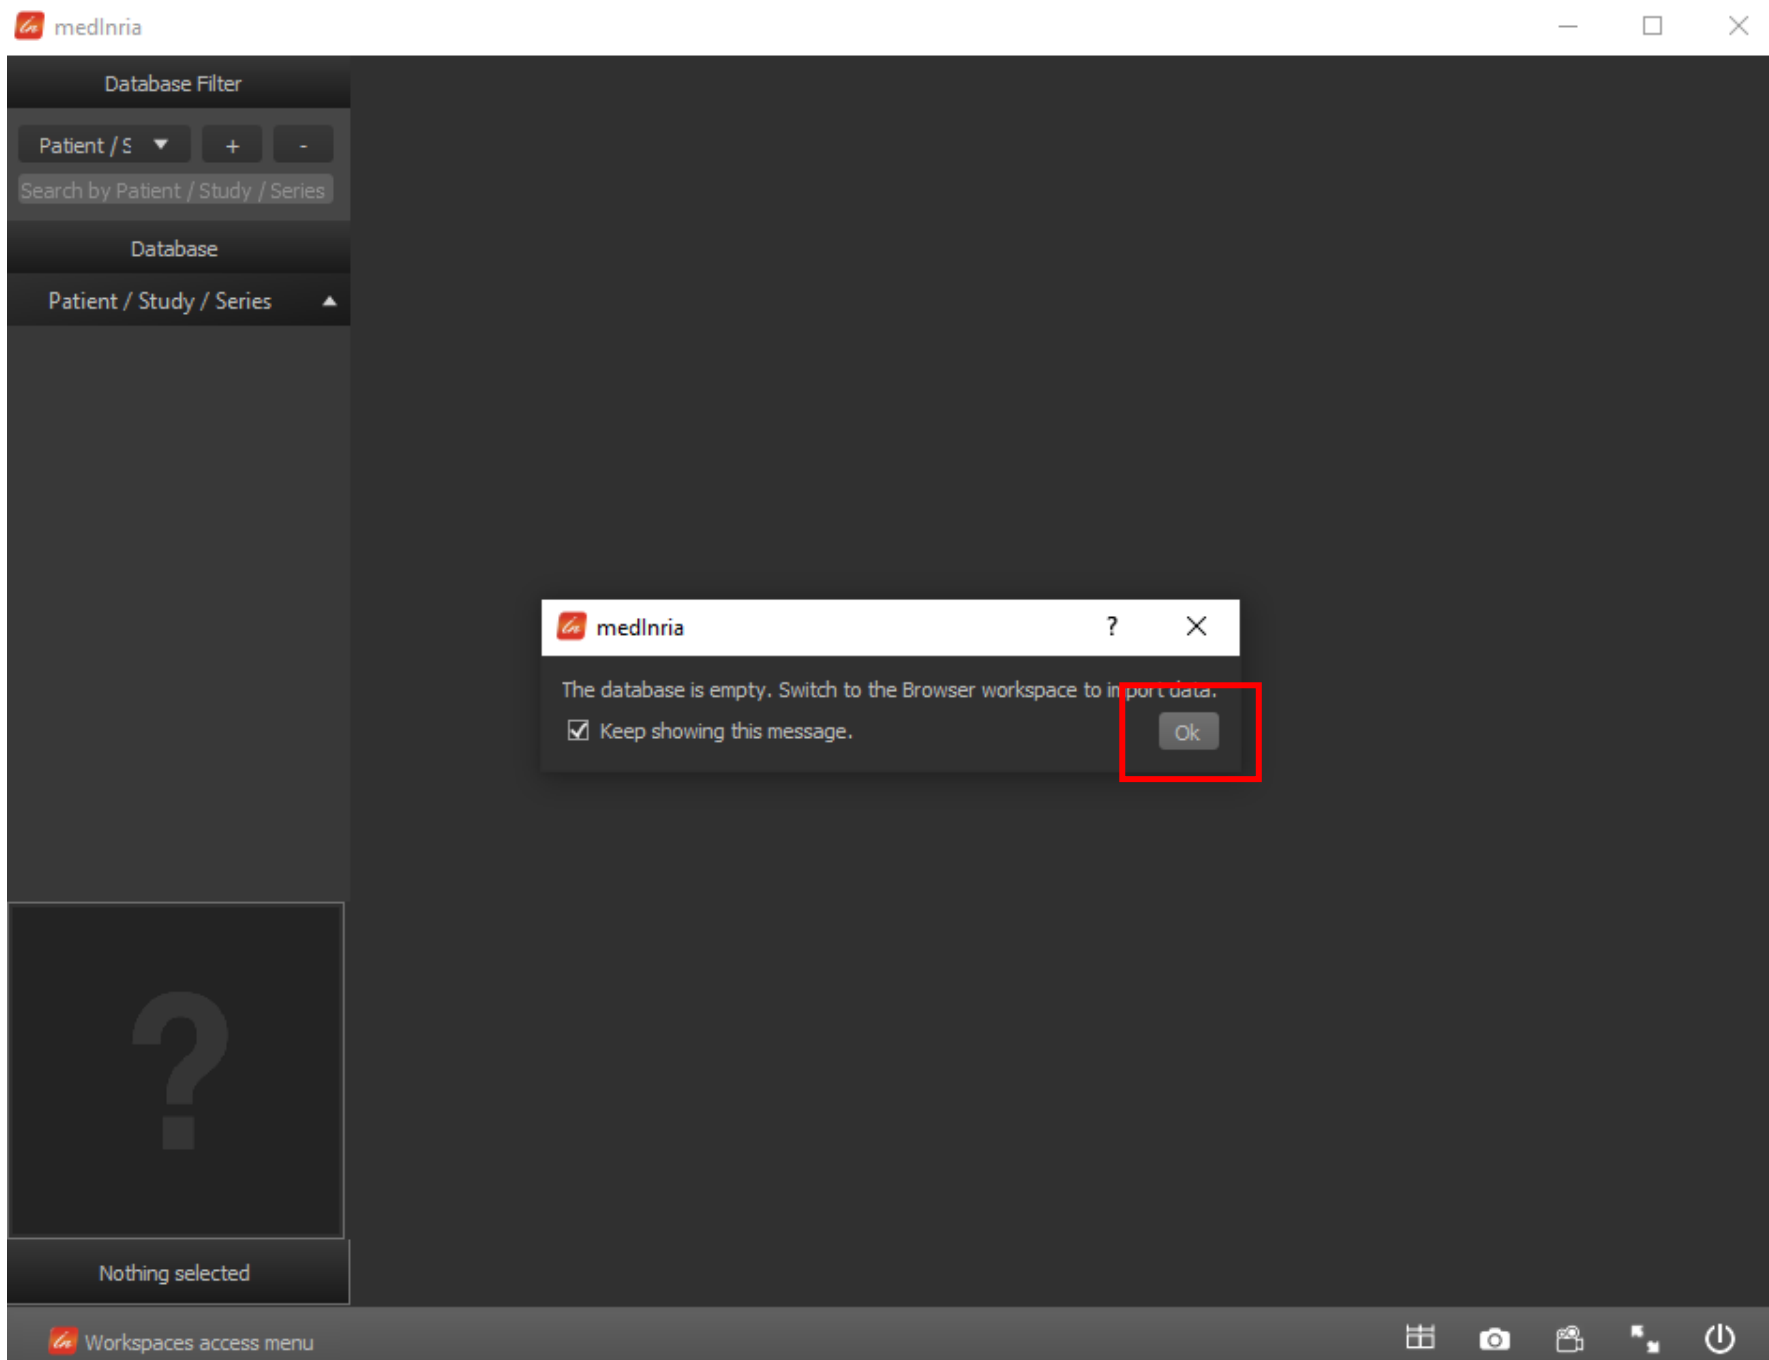 medInria
Database Filter
Patient / S
+
-
Search by Patient / Study / Series
Database
Patient / Study / Series
medInria
?
The database is empty. Switch to the Browser workspace to import data.
Keep showing this message.
Ok
?
Nothing selected
Workspaces access menu